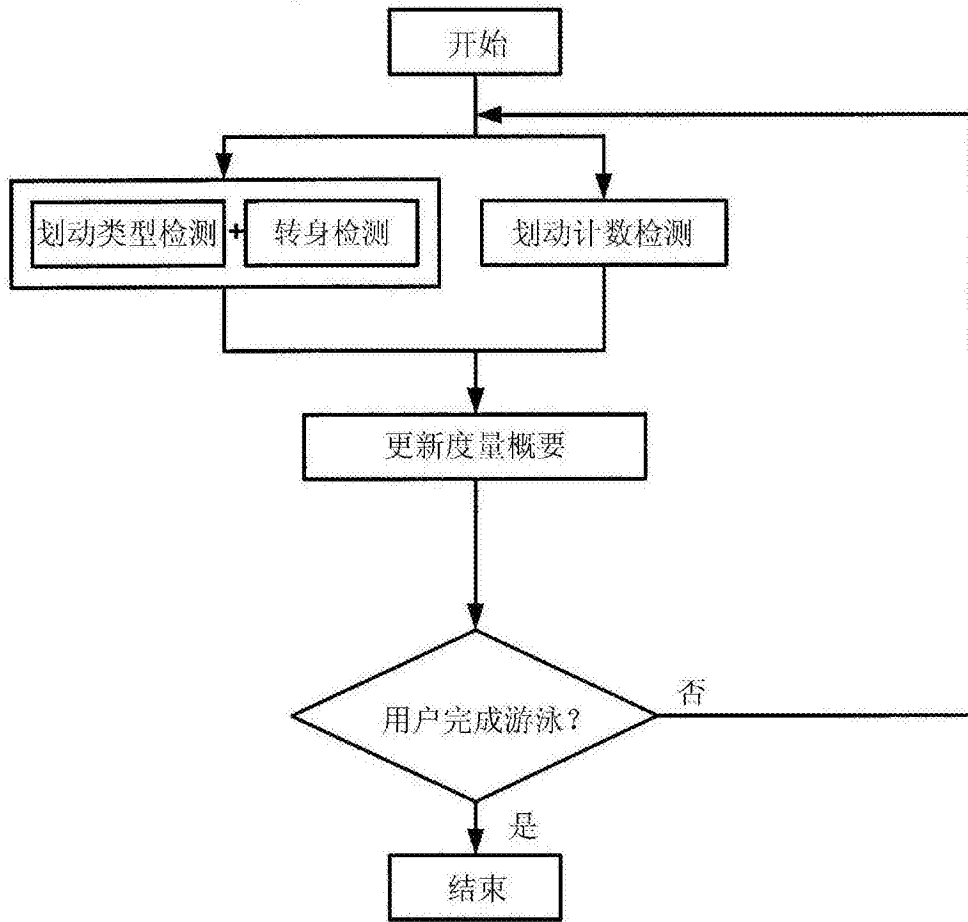 开始
划动类型检测 + 转身检测
划动计数检测
更新度量概要
用户完成游泳？
否
是
结束